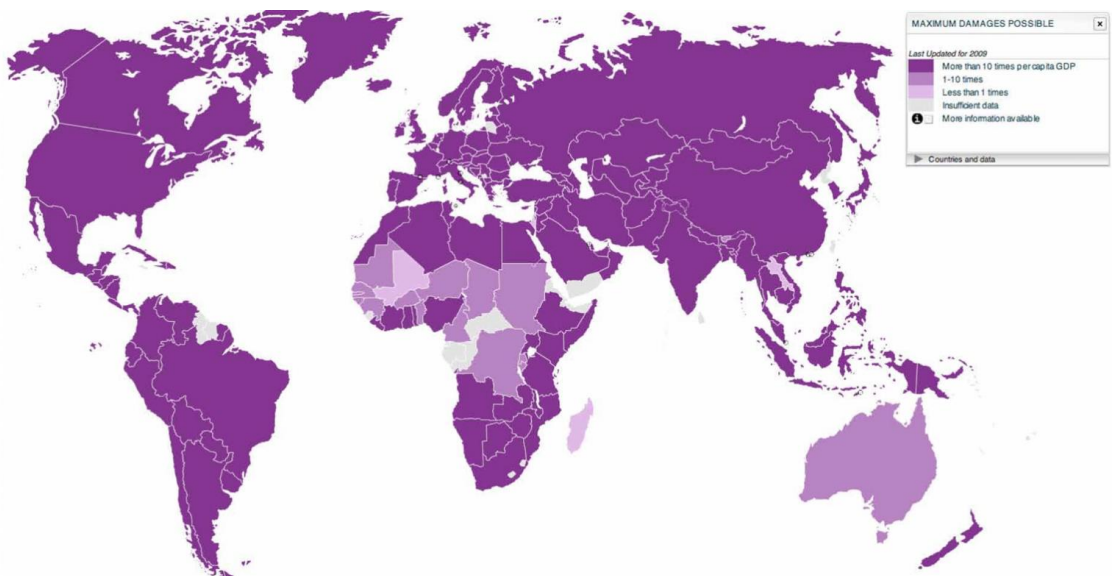 MAXIMUM DAMAGES POSSIBLE
Last Updated for 2009
More than 10 times per capita GDP
1-10 times
Less than 1 times
Insufficient data
More information available
Countries and data